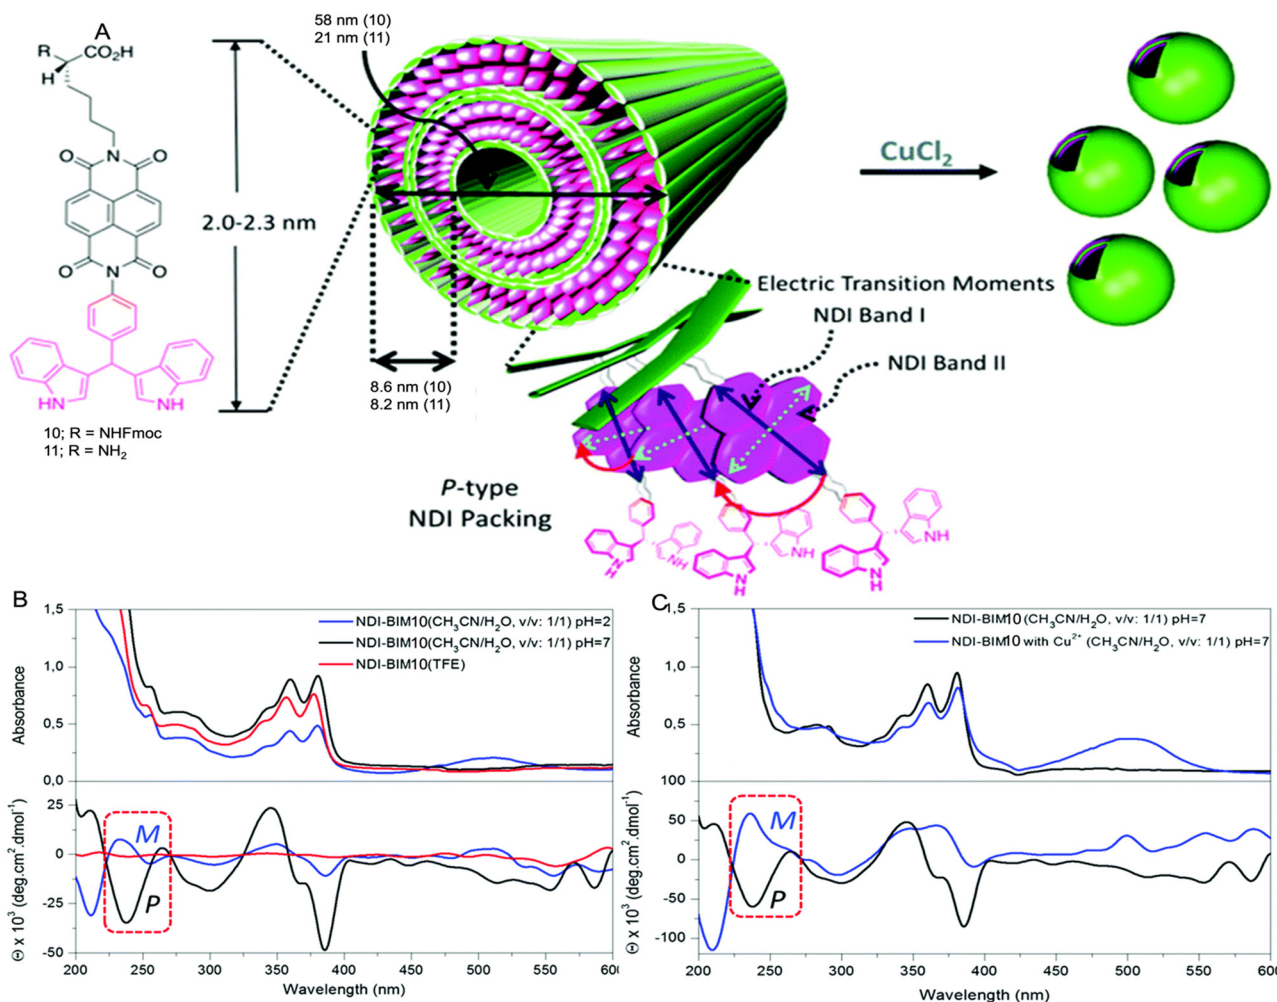 A
58 nm (10)
21 nm (11)
R
CO₂H
H
O
N
O
2.0-2.3 nm
CuCl₂
O
N
O
Electric Transition Moments
NDI Band I
NDI Band II
8.6 nm (10)
8.2 nm (11)
HN
NH
10; R = NHFmoc
11; R = NH₂
P-type
NDI Packing
NH
NH
NH
N
H
N
H
N
H
B
1,5
1,0
0,5
0,0
Absorbance
NDI-BIM10(CH₃CN/H₂O, v/v: 1/1) pH=2
NDI-BIM10(CH₃CN/H₂O, v/v: 1/1) pH=7
NDI-BIM10(TFE)
25
0
-25
-50
Θ x 10³ (deg.cm².dmol⁻¹)
M
P
200 250 300 350 400 450 500 550 600
Wavelength (nm)
C
1,5
1,0
0,5
100
Absorbance
NDI-BIM10 (CH₃CN/H₂O, v/v: 1/1) pH=7
NDI-BIM10 with Cu²⁺ (CH₃CN/H₂O, v/v: 1/1) pH=7
50
0
-50
-100
Θ x 10³ (deg.cm².dmol⁻¹)
M
P
200 250 300 350 400 450 500 550 600
Wavelength (nm)